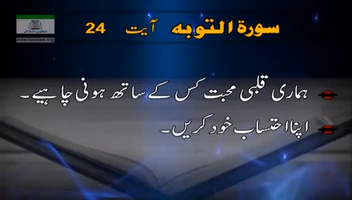 سورۃ التوبہ آیت 24
ہماری قلبی محبت کس کے ساتھ ہونی چاہیے۔
اپنا احتساب خود کریں۔